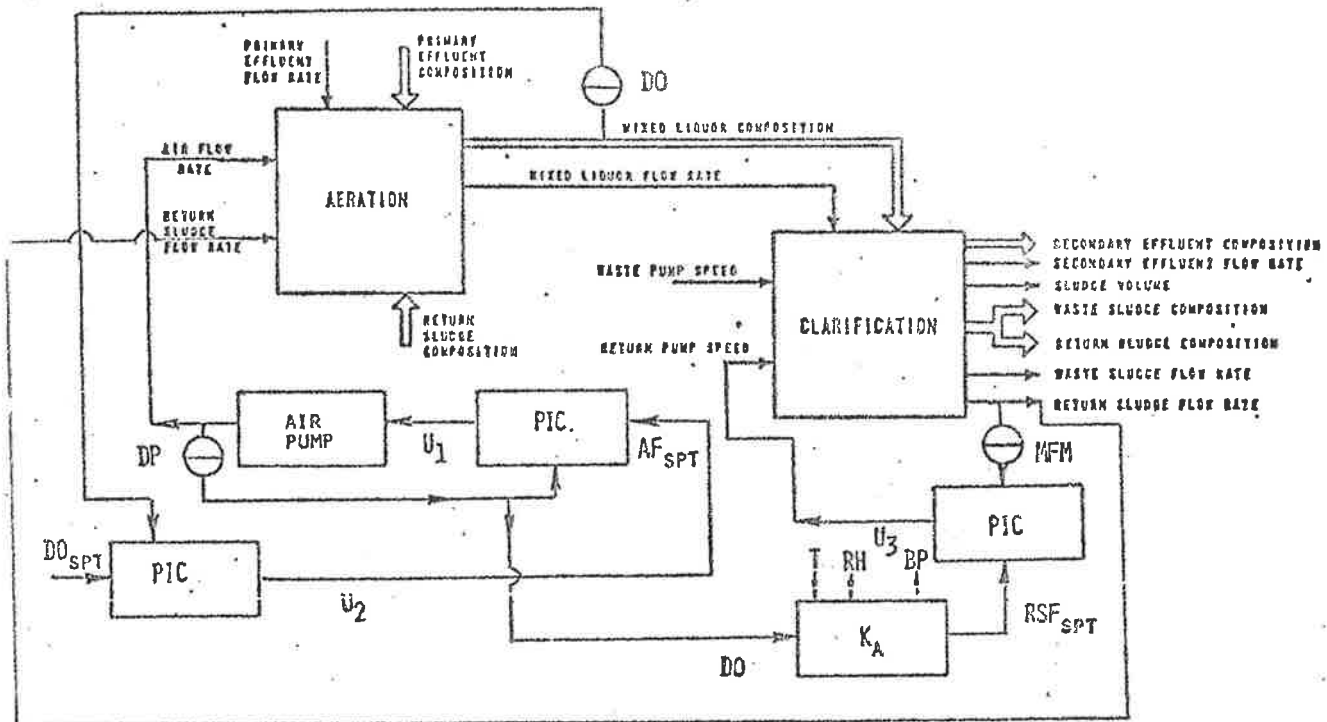 PRIMARY
EFFLUENT
FLOW RATE
PRIMARY
EFFLUENT
COMPOSITION
DO
MIXED LIQUOR COMPOSITION
AIR FLOW
RATE
AERATION
MIXED LIQUOR FLOW RATE
RETURN
SLUDGE
FLOW RATE
SECONDARY EFFLUENT COMPOSITION
SECONDARY EFFLUENT FLOW RATE
WASTE PUMP SPEED
SLUDGE VOLUME
WASTE SLUDGE COMPOSITION
CLARIFICATION
RETURN
SLUDGE
COMPOSITION
RETURN PUMP SPEED
RETURN SLUDGE COMPOSITION
WASTE SLUDGE FLOW RATE
RETURN SLUDGE FLOW RATE
DP
AIR
PUMP
U1
PIC.
AFSPT
MFM
PIC
U3
DOSPT
PIC
U2
T
RH
BP
KA
RSFSPT
DO